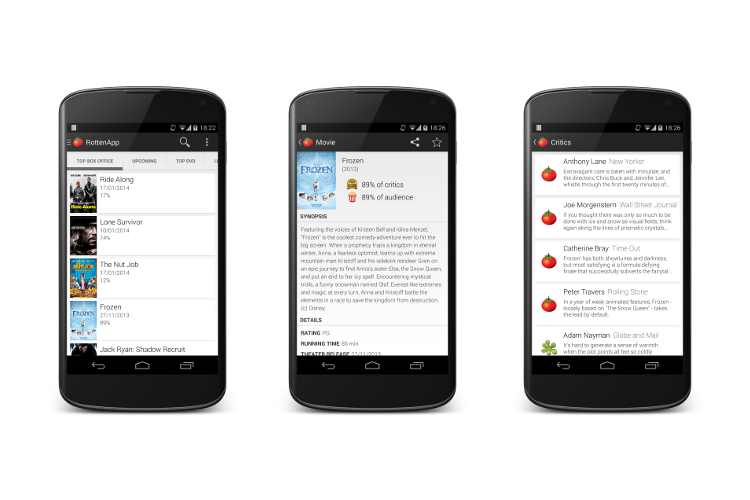 18:22
RottenApp
TOP BOX OFFICE UPCOMING TOP DVD
Ride Along
17/01/2014
17%
Lone Survivor
10/01/2014
74%
The Nut Job
17/01/2014
12%
Frozen
27/11/2013
89%
Jack Ryan: Shadow Recruit
18:26
Movie
FROZEN
Frozen
(2013)
89% of critics
89% of audience
SYNOPSIS
Featuring the voices of Kristen Bell and Idina Menzel,
"Frozen" is the coolest comedy-adventure ever to hit the
big screen. When a prophecy traps a kingdom in eternal
winter, Anna, a fearless optimist, teams up with extreme
mountain man Kristoff and his sidekick reindeer Sven on
an epic journey to find Anna's sister Elsa, the Snow Queen,
and put an end to her icy spell. Encountering mystical
trolls, a funny snowman named Olaf, Everest-like extremes
and magic at every turn, Anna and Kristoff battle the
elements in a race to save the kingdom from destruction.
(c) Disney
DETAILS
RATING PG
RUNNING TIME 85 min
THEATER RELEASE 27/11/2013
18:26
Critics
Anthony Lane New Yorker
Extravagant care is taken with minutiae, and
the directors, Chris Buck and Jennifer Lee,
whistle through the first twenty minutes of...
Joe Morgenstern Wall Street Journal
If you thought there was only so much to be
done with ice and snow as visual fields, think
again along the lines of prismatic crystals,...
Catherine Bray Time Out
Frozen' has both showtunes and darkness,
but most satisfying is a formula-defying
finale that successfully subverts the fairytal...
Peter Travers Rolling Stone
In a year of weak animated features, Frozen -
loosely based on "The Snow Queen" - takes
the lead by default.
Adam Nayman Globe and Mail
It's hard to generate a sense of warmth
when the plot points all feel so coldly